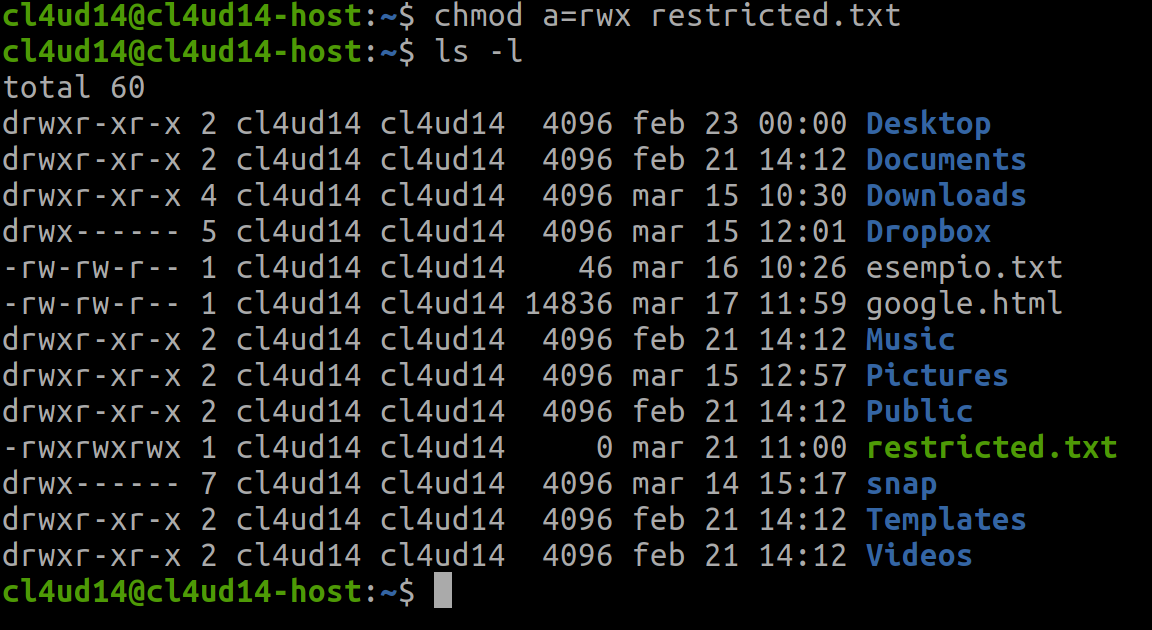 cl4ud14@cl4ud14-host:~$ chmod a=rwx restricted.txt
cl4ud14@cl4ud14-host:~$ ls -l
total 60
drwxr-xr-x 2 cl4ud14 cl4ud14  4096 feb 23 00:00 Desktop
drwxr-xr-x 2 cl4ud14 cl4ud14  4096 feb 21 14:12 Documents
drwxr-xr-x 4 cl4ud14 cl4ud14  4096 mar 15 10:30 Downloads
drwx------ 5 cl4ud14 cl4ud14  4096 mar 15 12:01 Dropbox
-rw-rw-r-- 1 cl4ud14 cl4ud14    46 mar 16 10:26 esempio.txt
-rw-rw-r-- 1 cl4ud14 cl4ud14 14836 mar 17 11:59 google.html
drwxr-xr-x 2 cl4ud14 cl4ud14  4096 feb 21 14:12 Music
drwxr-xr-x 2 cl4ud14 cl4ud14  4096 mar 15 12:57 Pictures
drwxr-xr-x 2 cl4ud14 cl4ud14  4096 feb 21 14:12 Public
-rwxrwxrwx 1 cl4ud14 cl4ud14     0 mar 21 11:00 restricted.txt
drwx------ 7 cl4ud14 cl4ud14  4096 mar 14 15:17 snap
drwxr-xr-x 2 cl4ud14 cl4ud14  4096 feb 21 14:12 Templates
drwxr-xr-x 2 cl4ud14 cl4ud14  4096 feb 21 14:12 Videos
cl4ud14@cl4ud14-host:~$